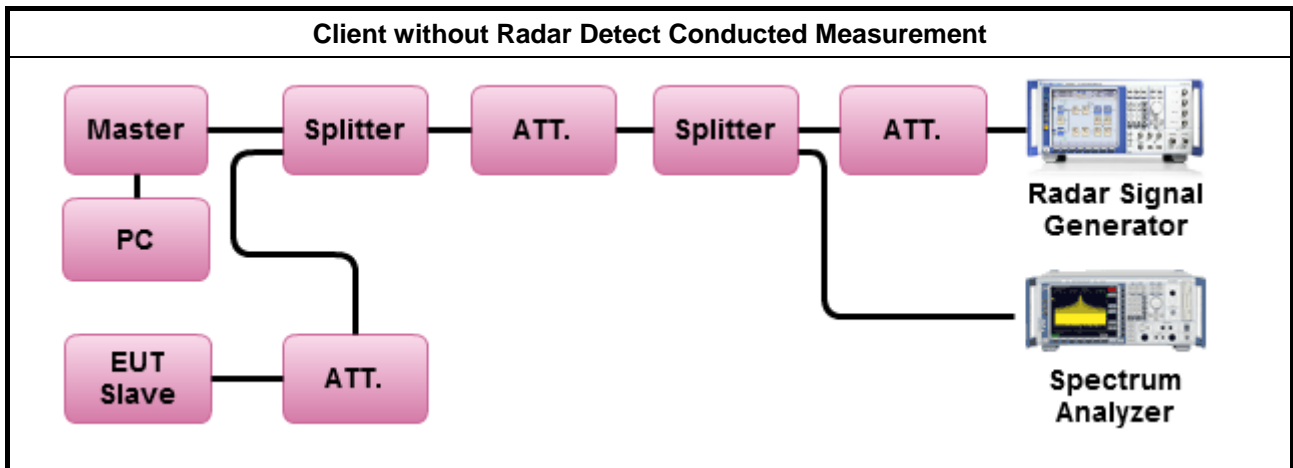 Client without Radar Detect Conducted Measurement
Master
Splitter
ATT.
Splitter
ATT.
Radar Signal
Generator
PC
EUT
Slave
ATT.
Spectrum
Analyzer